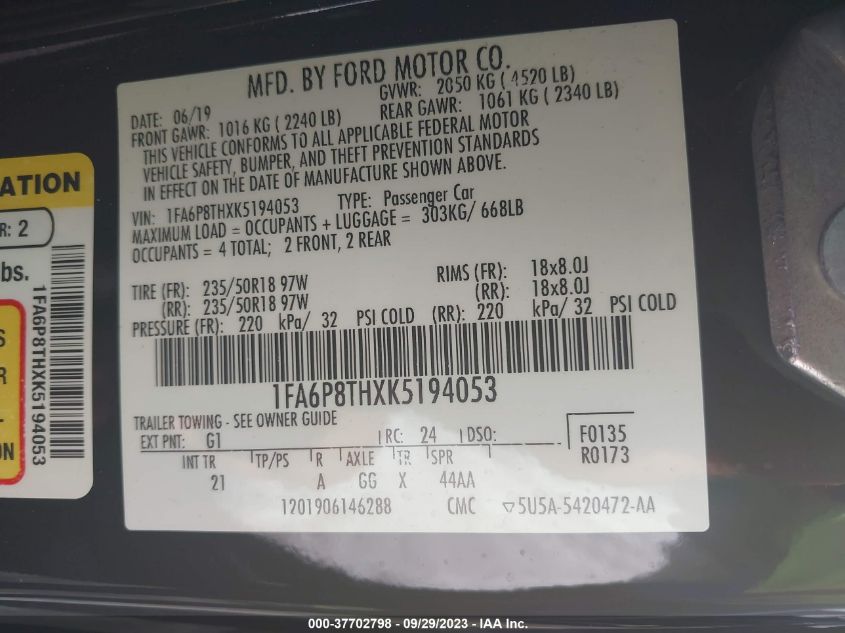 MFD. BY FORD MOTOR CO.
DATE: 06/19
GVWR: 2050 KG ( 4520 LB)
FRONT GAWR: 1016 KG ( 2240 LB)
REAR GAWR: 1061 KG ( 2340 LB)
THIS VEHICLE CONFORMS TO ALL APPLICABLE FEDERAL MOTOR
VEHICLE SAFETY, BUMPER, AND THEFT PREVENTION STANDARDS
IN EFFECT ON THE DATE OF MANUFACTURE SHOWN ABOVE.
VIN: 1FA6P8THXK5194053 TYPE: Passenger Car
MAXIMUM LOAD = OCCUPANTS + LUGGAGE = 303KG/ 668LB
OCCUPANTS = 4 TOTAL; 2 FRONT, 2 REAR
TIRE (FR): 235/50R18 97W RIMS (FR): 18x8.0J
(RR): 235/50R18 97W (RR): 18x8.0J
PRESSURE (FR): 220 kPa/ 32 PSI COLD (RR): 220 kPa/ 32 PSI COLD
1FA6P8THXK5194053
TRAILER TOWING - SEE OWNER GUIDE
EXT PNT: G1 RC: 24 DSO: F0135
R0173
INT TR TP/PS R AXLE TR SPR
21 A GG X 44AA
1201906146288 CMC ▽5U5A-5420472-AA
ATION
R: 2
bs.
1FA6P8THXK5194053
S
R
L-
ON
000-37702798 - 09/29/2023 - IAA Inc.